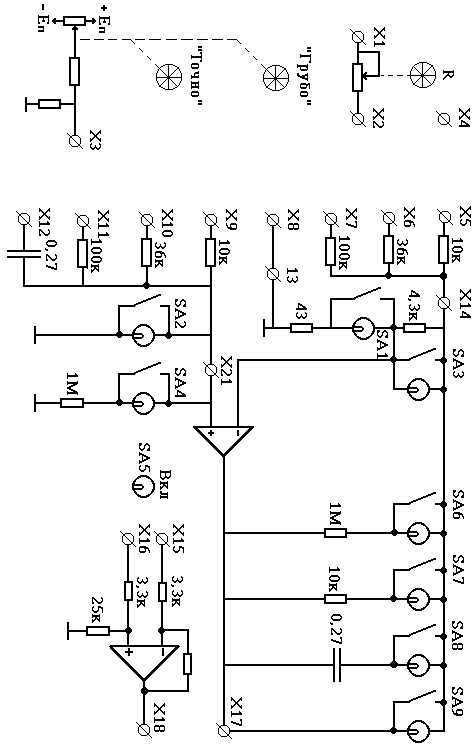 R
X4
X1
X2
"Грубо"
"Точно"
+ Eп
− Eп
X3
X5
10к
X14
SA3
SA6
SA7
SA8
SA9
X6
36к
4,3к
SA1
X7
100к
43
1М
10к
0,27
X8
13
X9
10к
X21
−
+
X17
X10
36к
SA2
SA4
Вкл
SA5
X11
100к
1М
X12
0,27
X15
3,3к
X16
3,3к
25к
−
+
X18